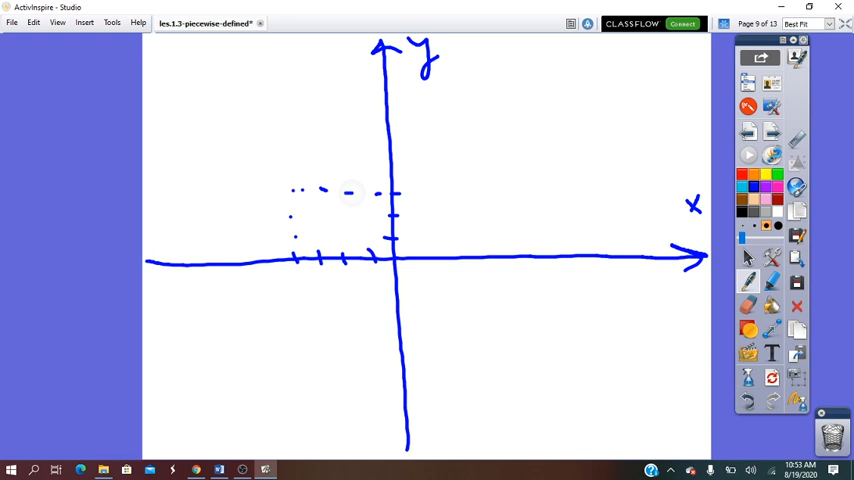 ActivInspire - Studio
File Edit View Insert Tools Help
les.1.3-piecewise-defined*
CLASSFLOW Connect
Page 9 of 13
Best Fit
y
x
T
10:53 AM
8/19/2020